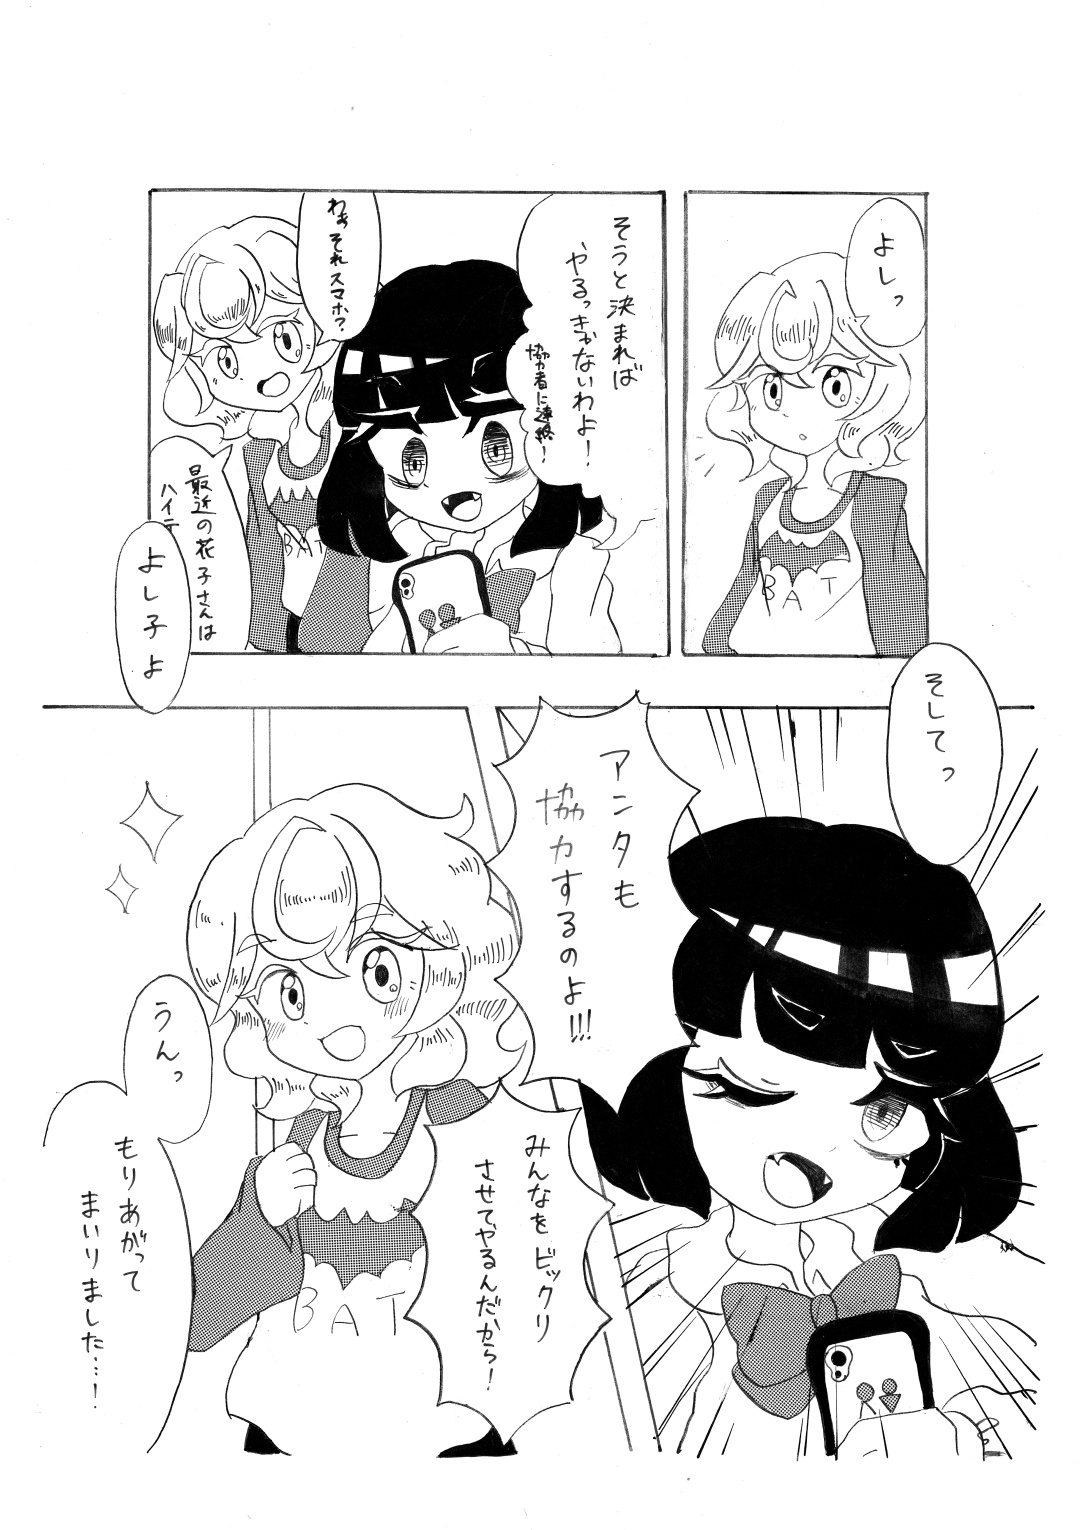 よしっ
BAT
そうと決まれば
やるっきゃないわよ！
協力者に連絡！
わぁそれスマホ？
最近の花子さんは
ハイテ
BAT
よし子よ
そしてっ
アンタも
協力するのよ!!!
みんなをビックリ
させてやるんだから！
うんっ
もりあがって
まいりました…！
BAT